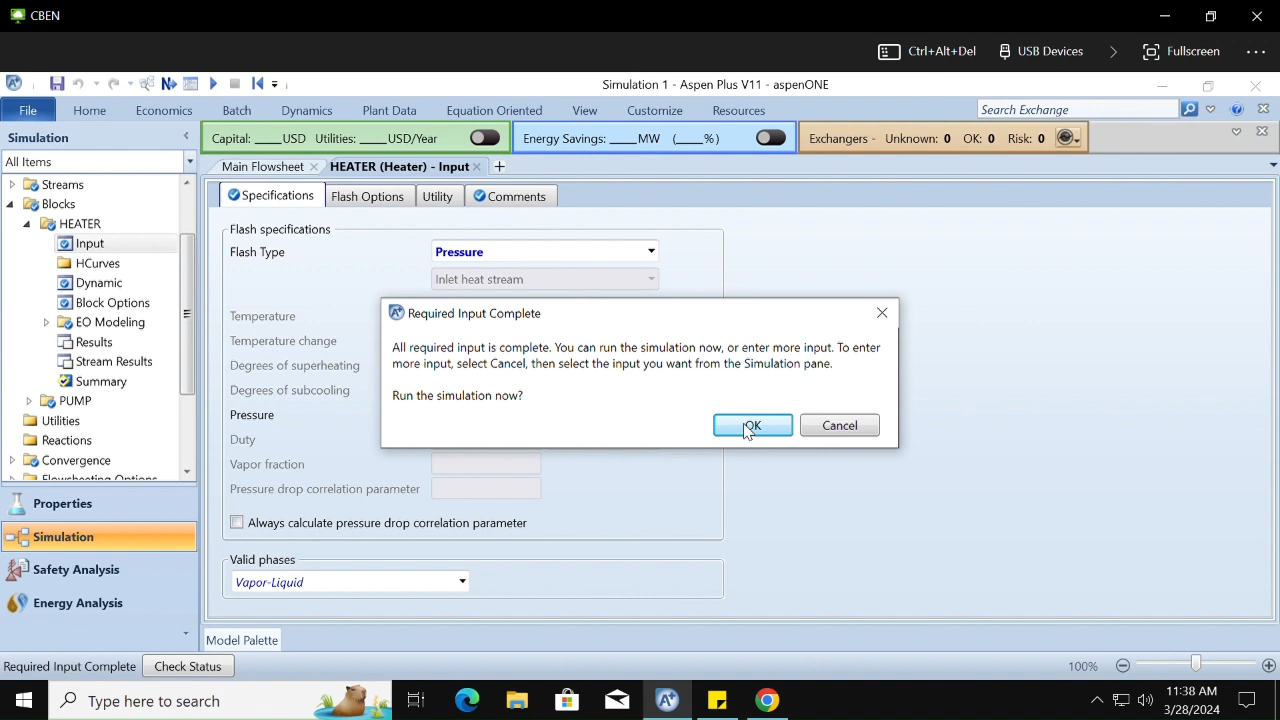 CBEN
Ctrl+Alt+Del USB Devices Fullscreen
Simulation 1 - Aspen Plus V11 - aspenONE
File Home Economics Batch Dynamics Plant Data Equation Oriented View Customize Resources Search Exchange
Simulation
Capital: ____USD Utilities: ____USD/Year Energy Savings: ____MW (____%) Exchangers - Unknown: 0 OK: 0 Risk: 0
All Items
Main Flowsheet HEATER (Heater) - Input
Streams
Blocks
HEATER
Input
HCurves
Dynamic
Block Options
EO Modeling
Results
Stream Results
Summary
PUMP
Utilities
Reactions
Convergence
Flowsheeting Options
Properties
Simulation
Safety Analysis
Energy Analysis
Specifications Flash Options Utility Comments
Flash specifications
Flash Type Pressure
Inlet heat stream
Temperature
Temperature change
Degrees of superheating
Degrees of subcooling
Pressure
Duty
Vapor fraction
Pressure drop correlation parameter
Always calculate pressure drop correlation parameter
Valid phases
Vapor-Liquid
Required Input Complete
All required input is complete. You can run the simulation now, or enter more input. To enter
more input, select Cancel, then select the input you want from the Simulation pane.
Run the simulation now?
OK Cancel
Model Palette
Required Input Complete Check Status 100%
Type here to search
11:38 AM
3/28/2024